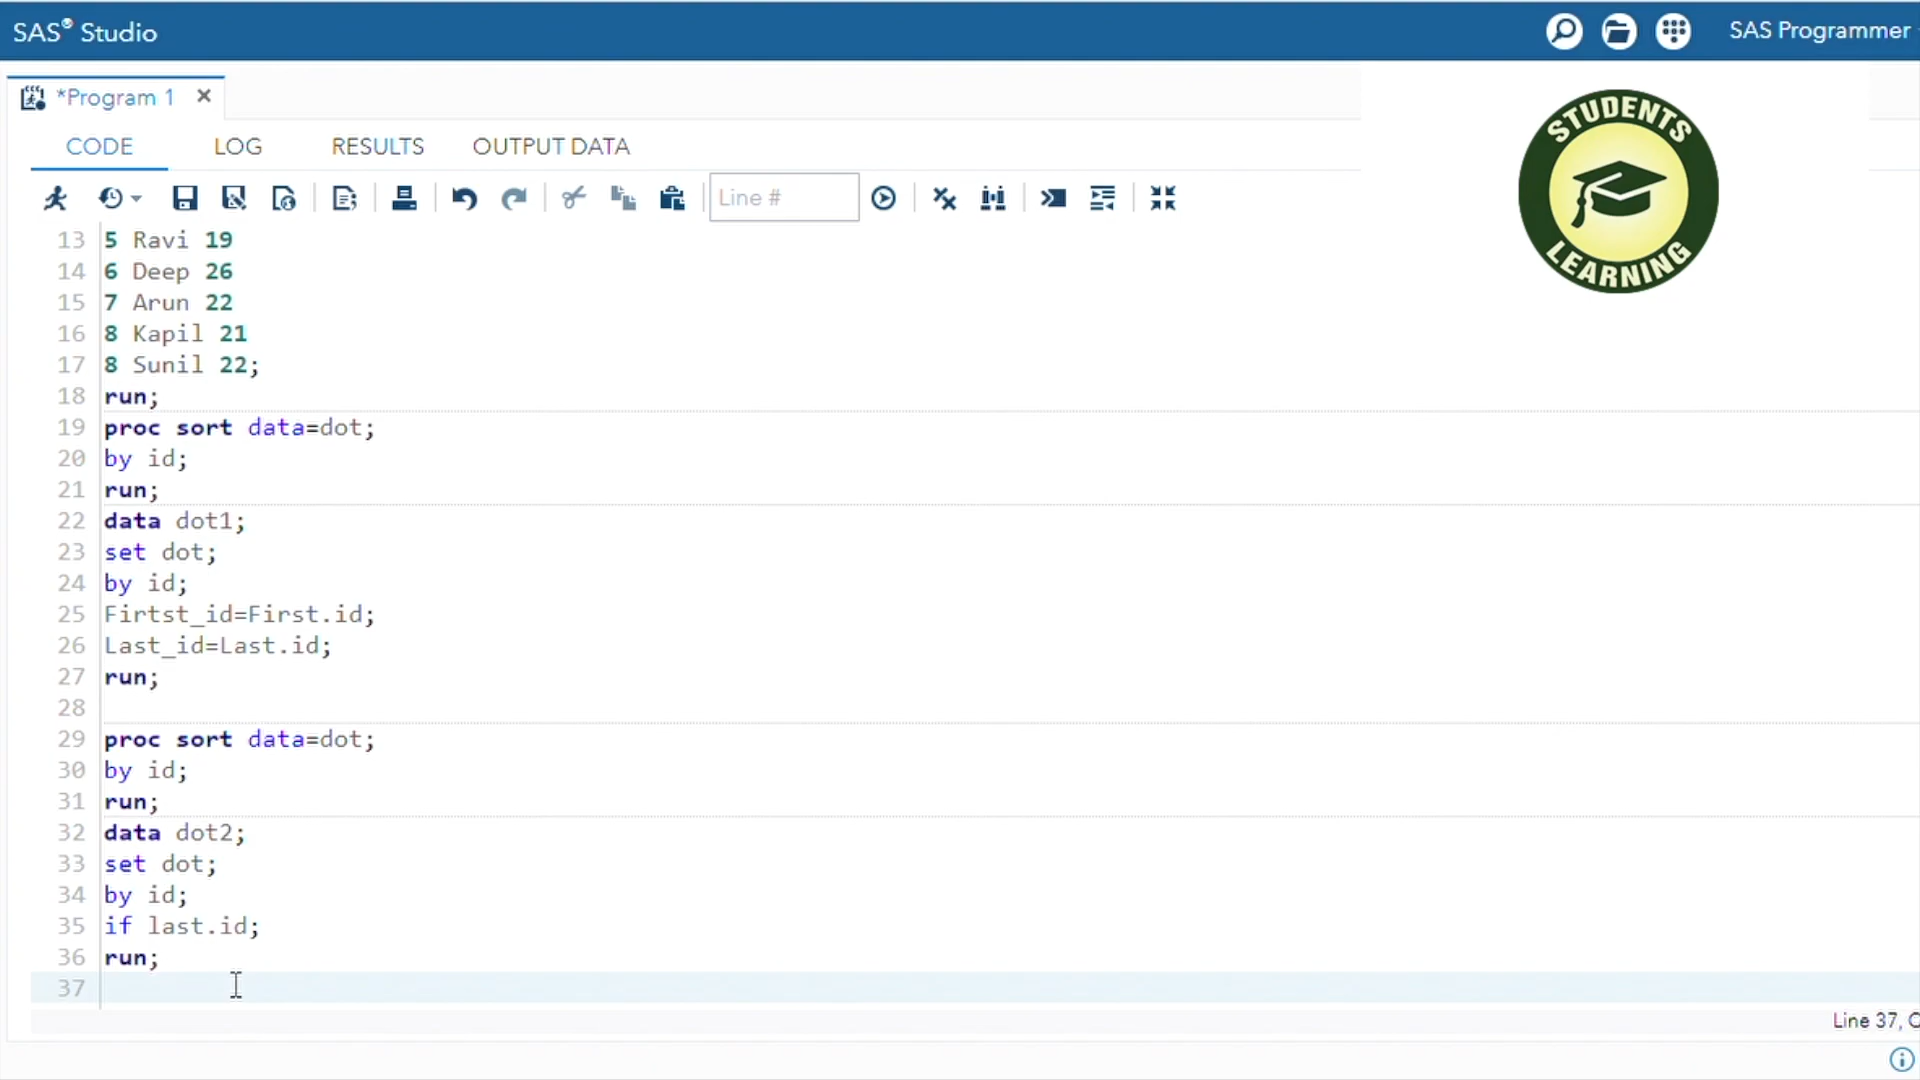 SAS® Studio
SAS Programmer
*Program 1
CODE LOG RESULTS OUTPUT DATA
Line #
STUDENTS
LEARNING
13 5 Ravi 19
14 6 Deep 26
15 7 Arun 22
16 8 Kapil 21
17 8 Sunil 22;
18 run;
19 proc sort data=dot;
20 by id;
21 run;
22 data dot1;
23 set dot;
24 by id;
25 Firtst_id=First.id;
26 Last_id=Last.id;
27 run;
28
29 proc sort data=dot;
30 by id;
31 run;
32 data dot2;
33 set dot;
34 by id;
35 if last.id;
36 run;
37
Line 37, C